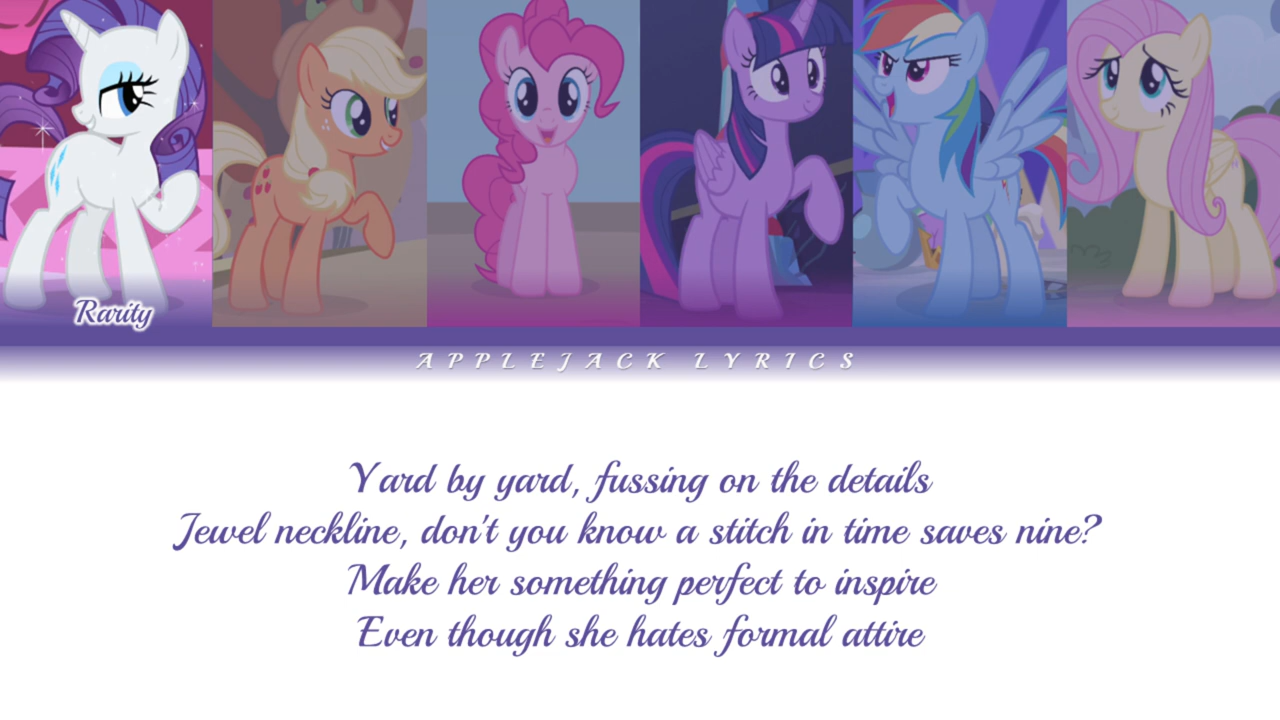 Rarity
APPLEJACK LYRICS
Yard by yard, fussing on the details
Jewel neckline, don't you know a stitch in time saves nine?
Make her something perfect to inspire
Even though she hates formal attire